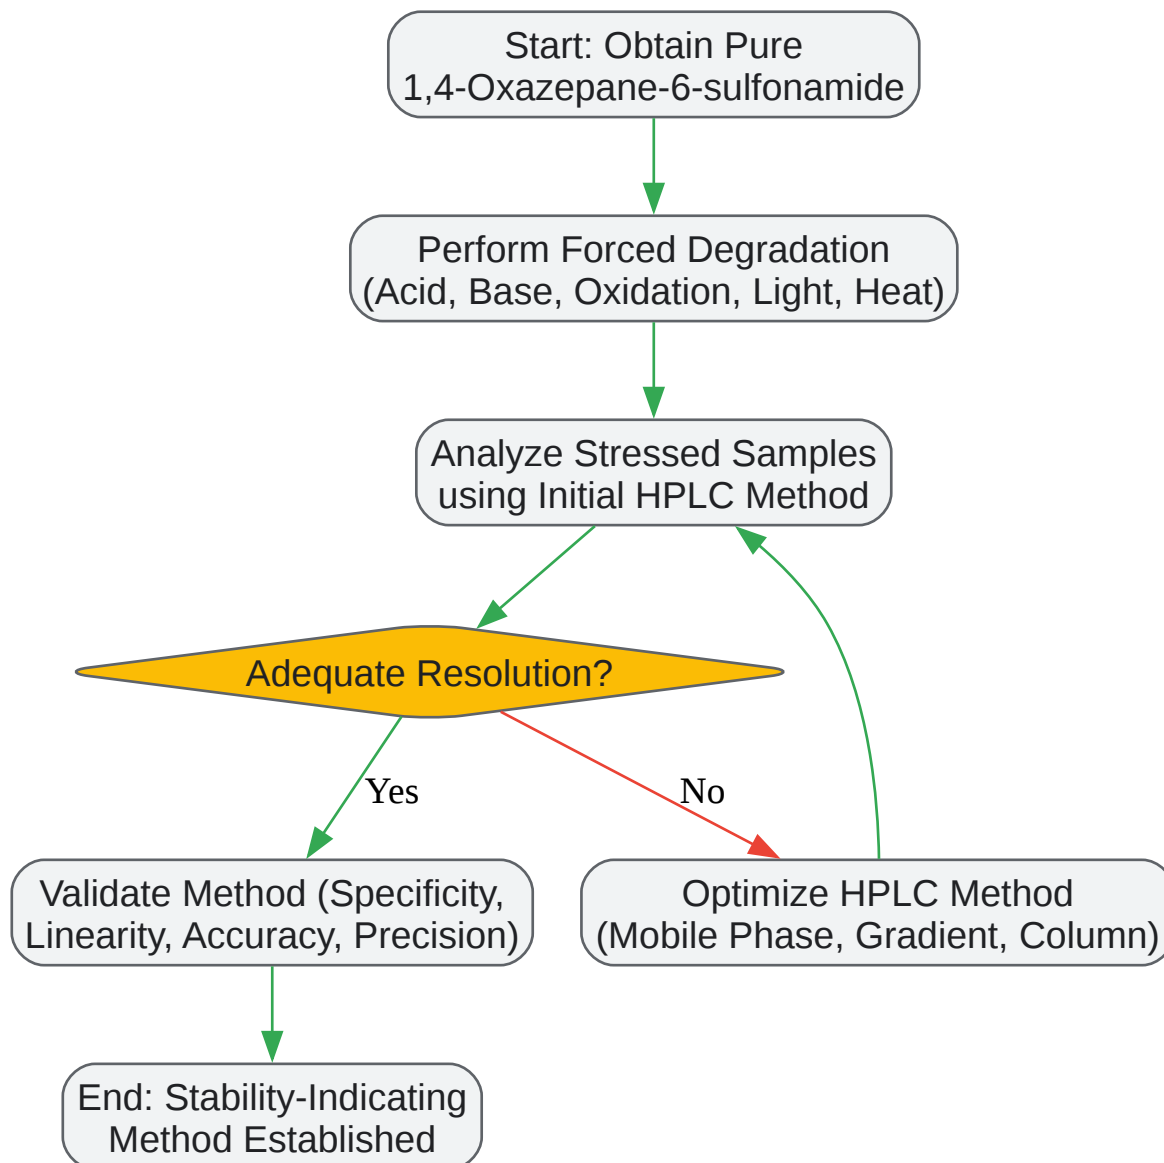 Start: Obtain Pure
1,4-Oxazepane-6-sulfonamide
Perform Forced Degradation
(Acid, Base, Oxidation, Light, Heat)
Analyze Stressed Samples
using Initial HPLC Method
Adequate Resolution?
Yes
No
Validate Method (Specificity,
Linearity, Accuracy, Precision)
Optimize HPLC Method
(Mobile Phase, Gradient, Column)
End: Stability-Indicating
Method Established